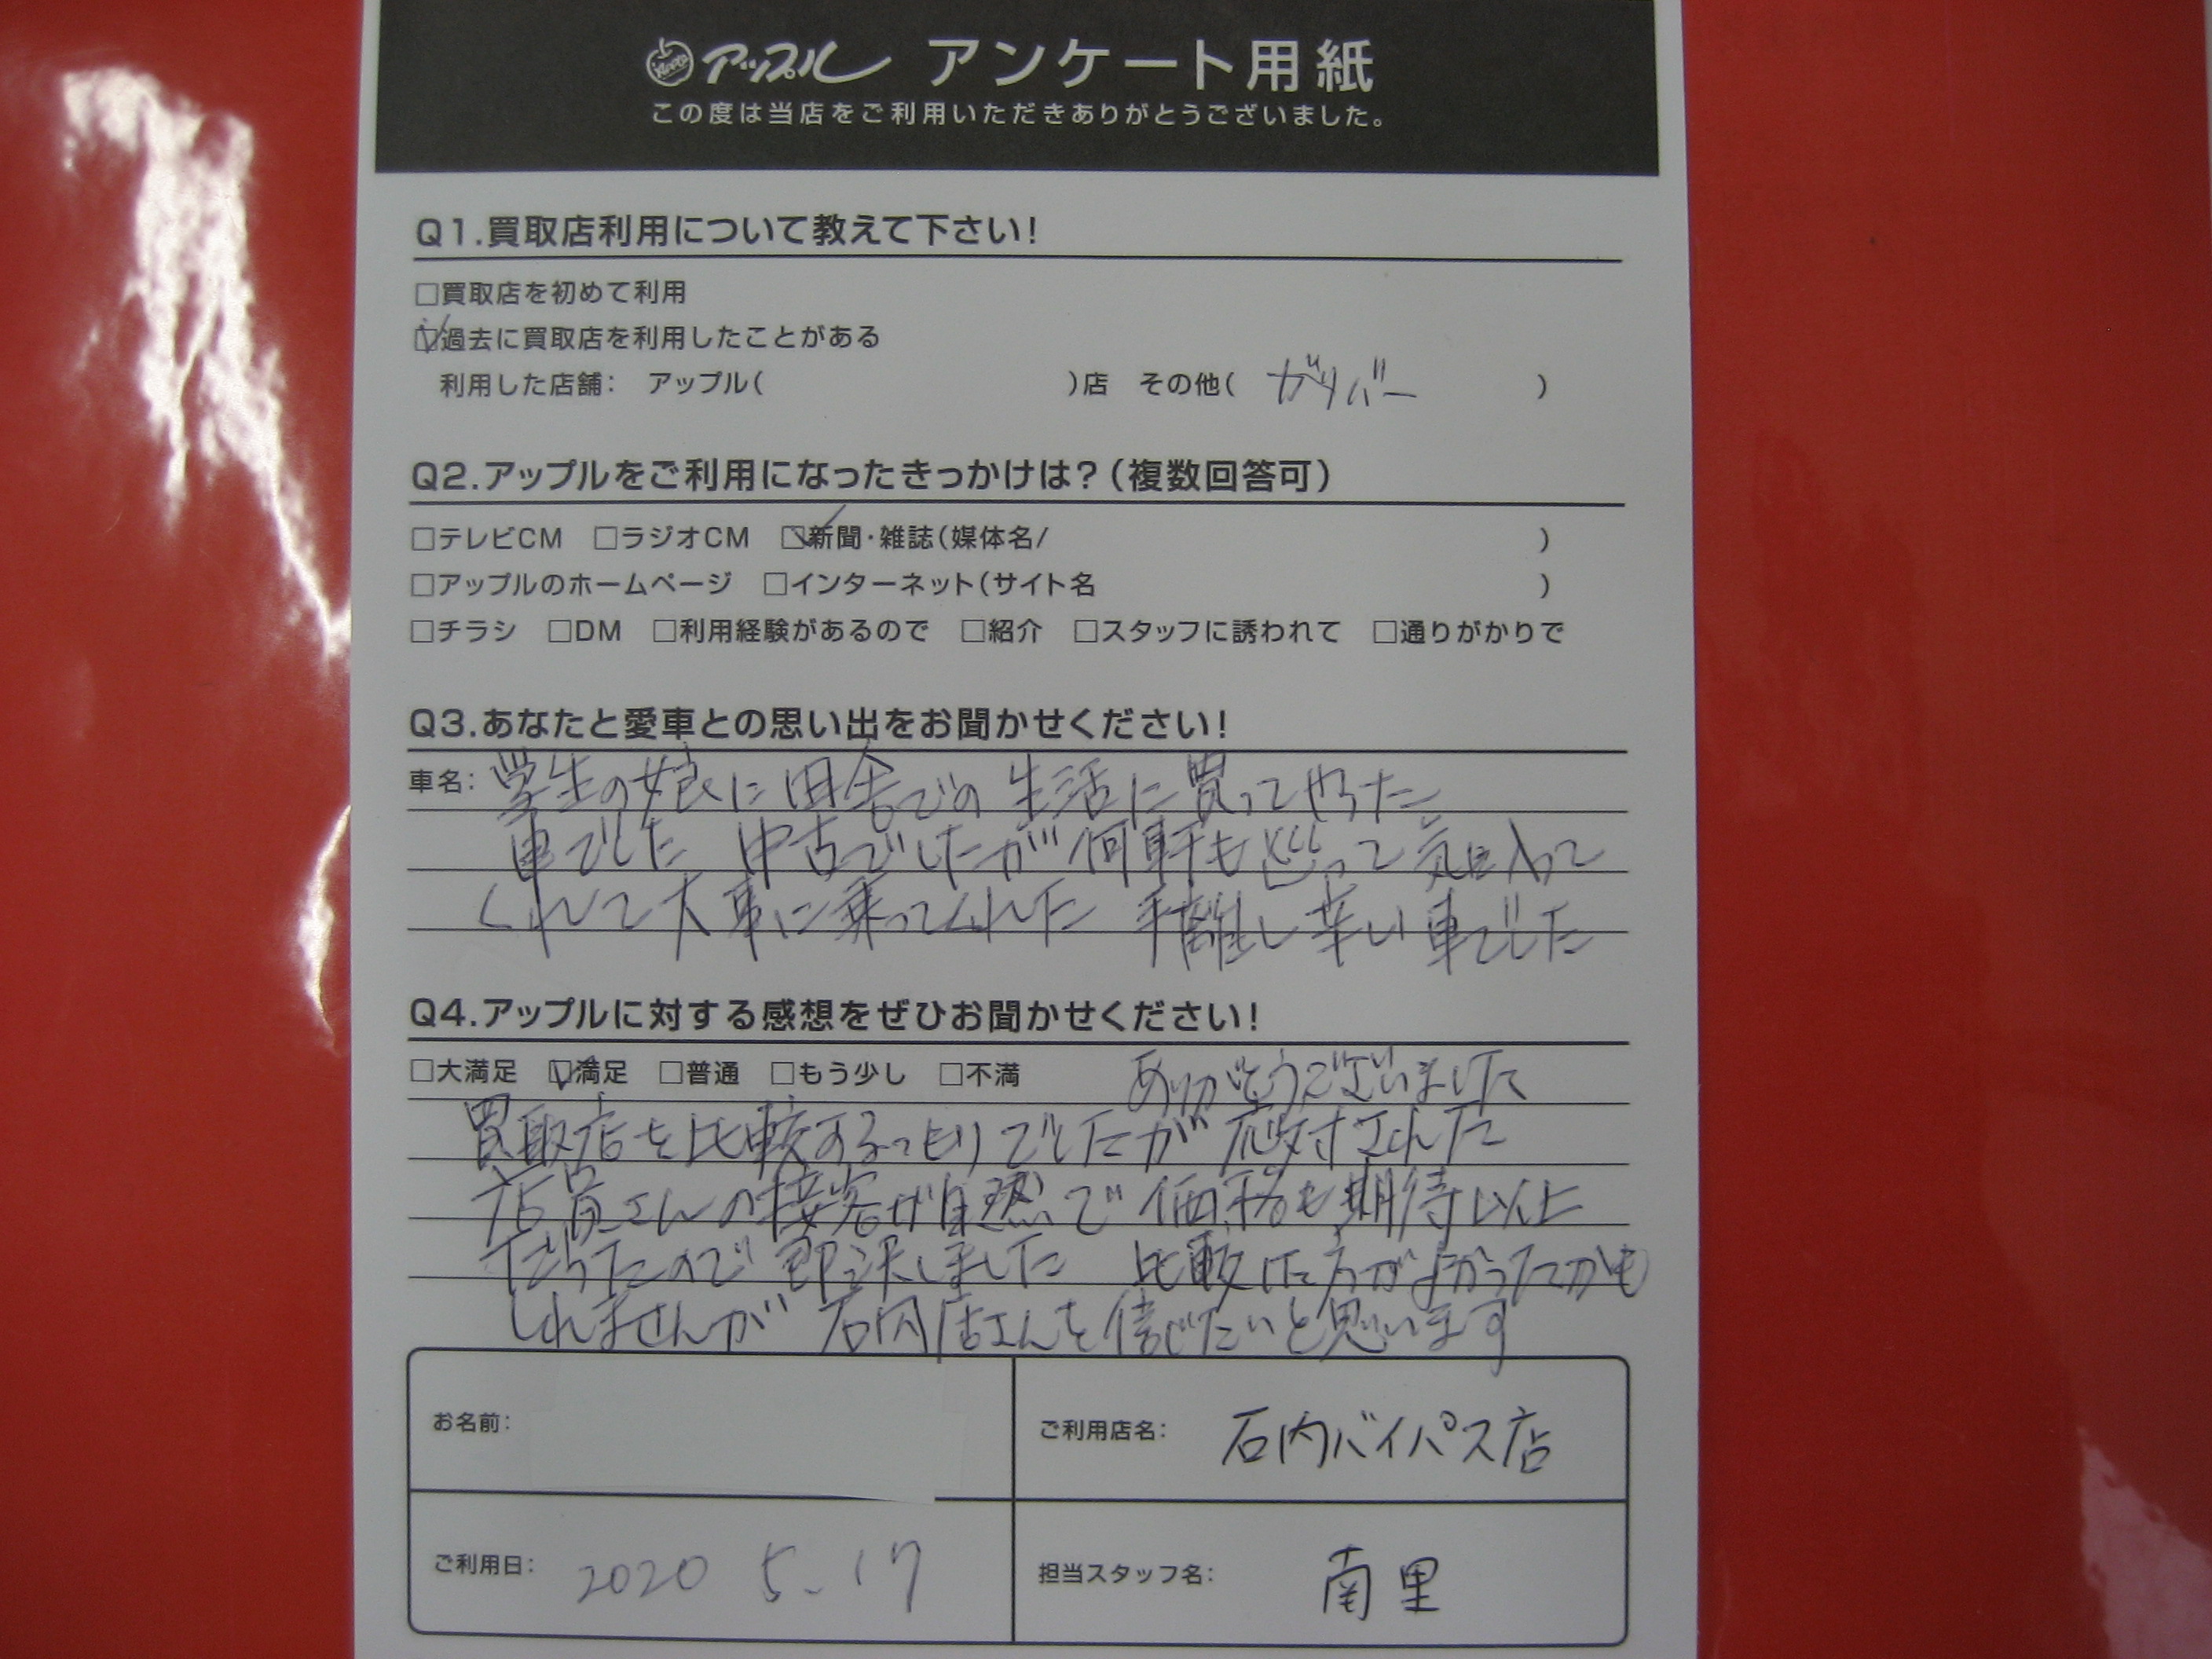 アップル アンケート用紙
この度は当店をご利用いただきありがとうございました。
Q1.買取店利用について教えて下さい!
□買取店を初めて利用
☑過去に買取店を利用したことがある
利用した店舗: アップル( )店 その他( ガリバー )
Q2.アップルをご利用になったきっかけは?(複数回答可)
□テレビCM □ラジオCM ☑新聞・雑誌(媒体名/ )
□アップルのホームページ □インターネット(サイト名 )
□チラシ □DM □利用経験があるので □紹介 □スタッフに誘われて □通りがかりで
Q3.あなたと愛車との思い出をお聞かせください!
車名: 学生の娘に田舎での生活に買ってやった
車でした 中古でしたが何軒も巡って気に入って
くれて大事に乗ってくれた 手離し辛い車でした
Q4.アップルに対する感想をぜひお聞かせください!
□大満足 ☑満足 □普通 □もう少し □不満 ありがとうございました
買取店を比較するつもりでしたが 応対された
店員さんの接客が自然で 価格も期待以上
だったので即決しました 比較した方がよかったかも
しれませんが 石内店さんを信じたいと思います
お名前:
ご利用店名: 石内バイパス店
ご利用日: 2020 5.17
担当スタッフ名: 南里